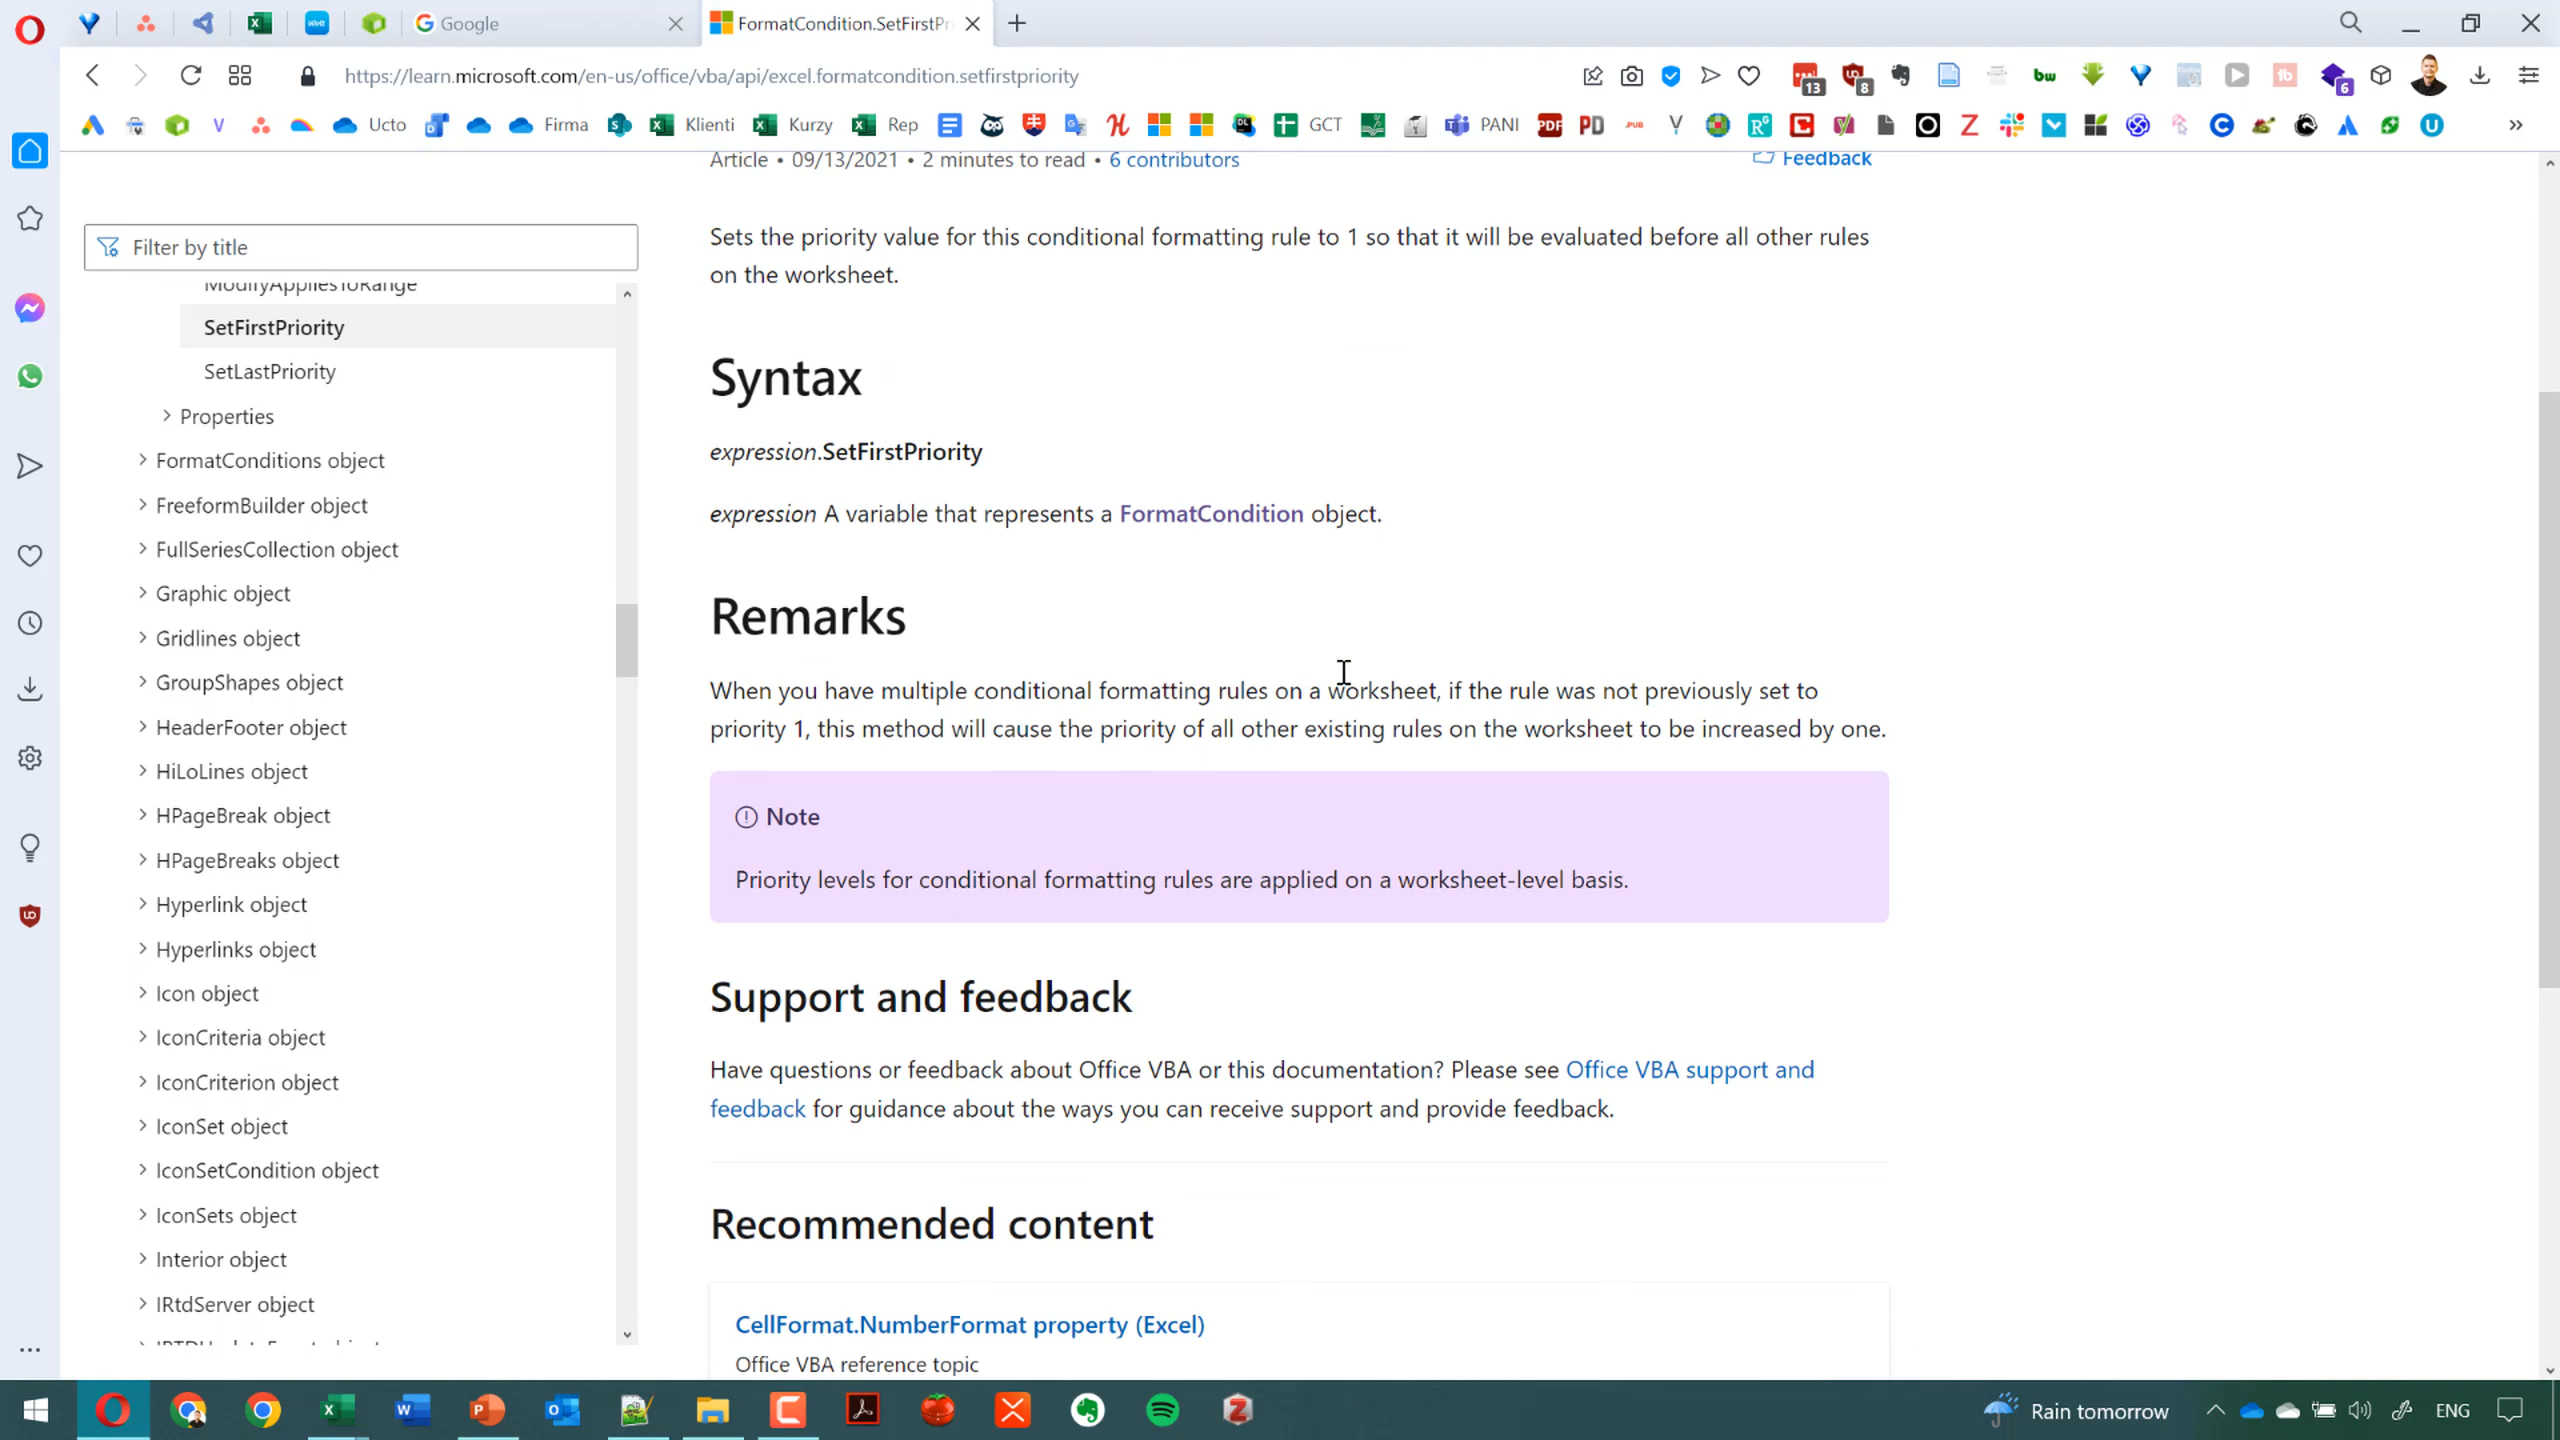 Google
FormatCondition.SetFirstPri
https://learn.microsoft.com/en-us/office/vba/api/excel.formatcondition.setfirstpriority
13
8
bw
6
V
Ucto
Firma
Klienti
Kurzy
Rep
GCT
PANI
PDF
PD
Article • 09/13/2021 • 2 minutes to read • 6 contributors
Feedback
Filter by title
ModifyAppliesToRange
SetFirstPriority
SetLastPriority
Properties
FormatConditions object
FreeformBuilder object
FullSeriesCollection object
Graphic object
Gridlines object
GroupShapes object
HeaderFooter object
HiLoLines object
HPageBreak object
HPageBreaks object
Hyperlink object
Hyperlinks object
Icon object
IconCriteria object
IconCriterion object
IconSet object
IconSetCondition object
IconSets object
Interior object
IRtdServer object
Sets the priority value for this conditional formatting rule to 1 so that it will be evaluated before all other rules
on the worksheet.
Syntax
expression.SetFirstPriority
expression A variable that represents a FormatCondition object.
Remarks
When you have multiple conditional formatting rules on a worksheet, if the rule was not previously set to
priority 1, this method will cause the priority of all other existing rules on the worksheet to be increased by one.
Note
Priority levels for conditional formatting rules are applied on a worksheet-level basis.
Support and feedback
Have questions or feedback about Office VBA or this documentation? Please see Office VBA support and
feedback for guidance about the ways you can receive support and provide feedback.
Recommended content
CellFormat.NumberFormat property (Excel)
Office VBA reference topic
Rain tomorrow
ENG